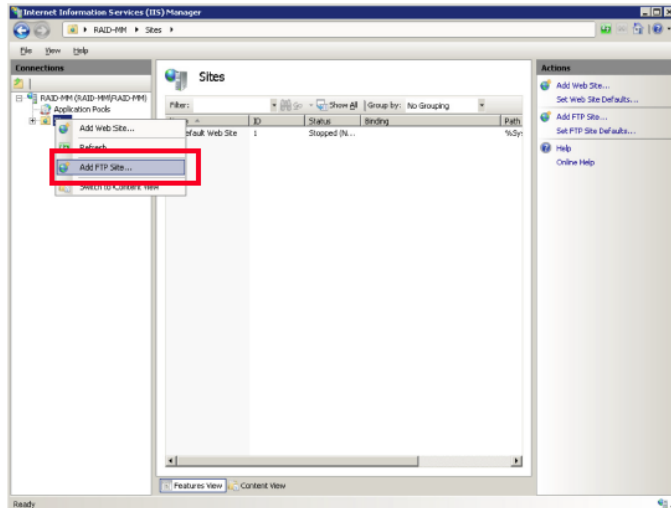 Internet Information Services (IIS) Manager
RAID-MM Sites
File View Help
Connections
RAID-MM (RAID-MM\RAID-MM)
Application Pools
Add Web Site...
Refresh
Add FTP Site...
Switch to Content View
Sites
Filter: Go Show All Group by: No Grouping
ID Status Binding Path
efault Web Site 1 Stopped (N... %Sy
Features View Content View
Actions
Add Web Site...
Set Web Site Defaults...
Add FTP Site...
Set FTP Site Defaults...
Help
Online Help
Ready